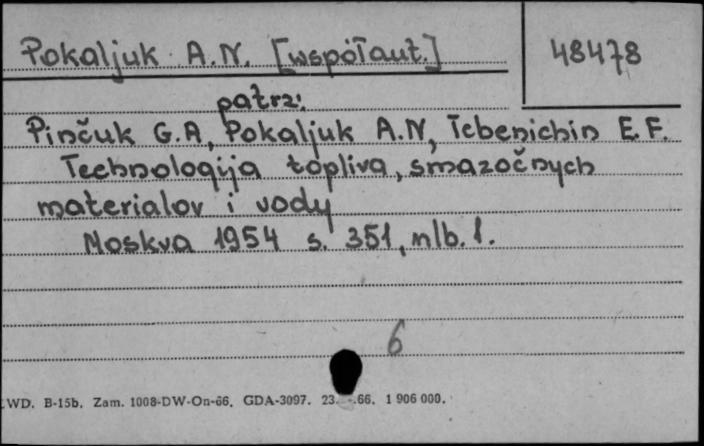 Pokaljuk A.N. [współaut.]
48478
patrz:
Pinčuk G.A, Pokaljuk A.N, Tebenichin E.F.
Technologija topliva, smazočnych
materialov i vody
Moskva 1954 s. 351, nlb. 1.
6
WD. B-15b. Zam. 1008-DW-On-66. GDA-3097. 23. .66. 1 906 000.